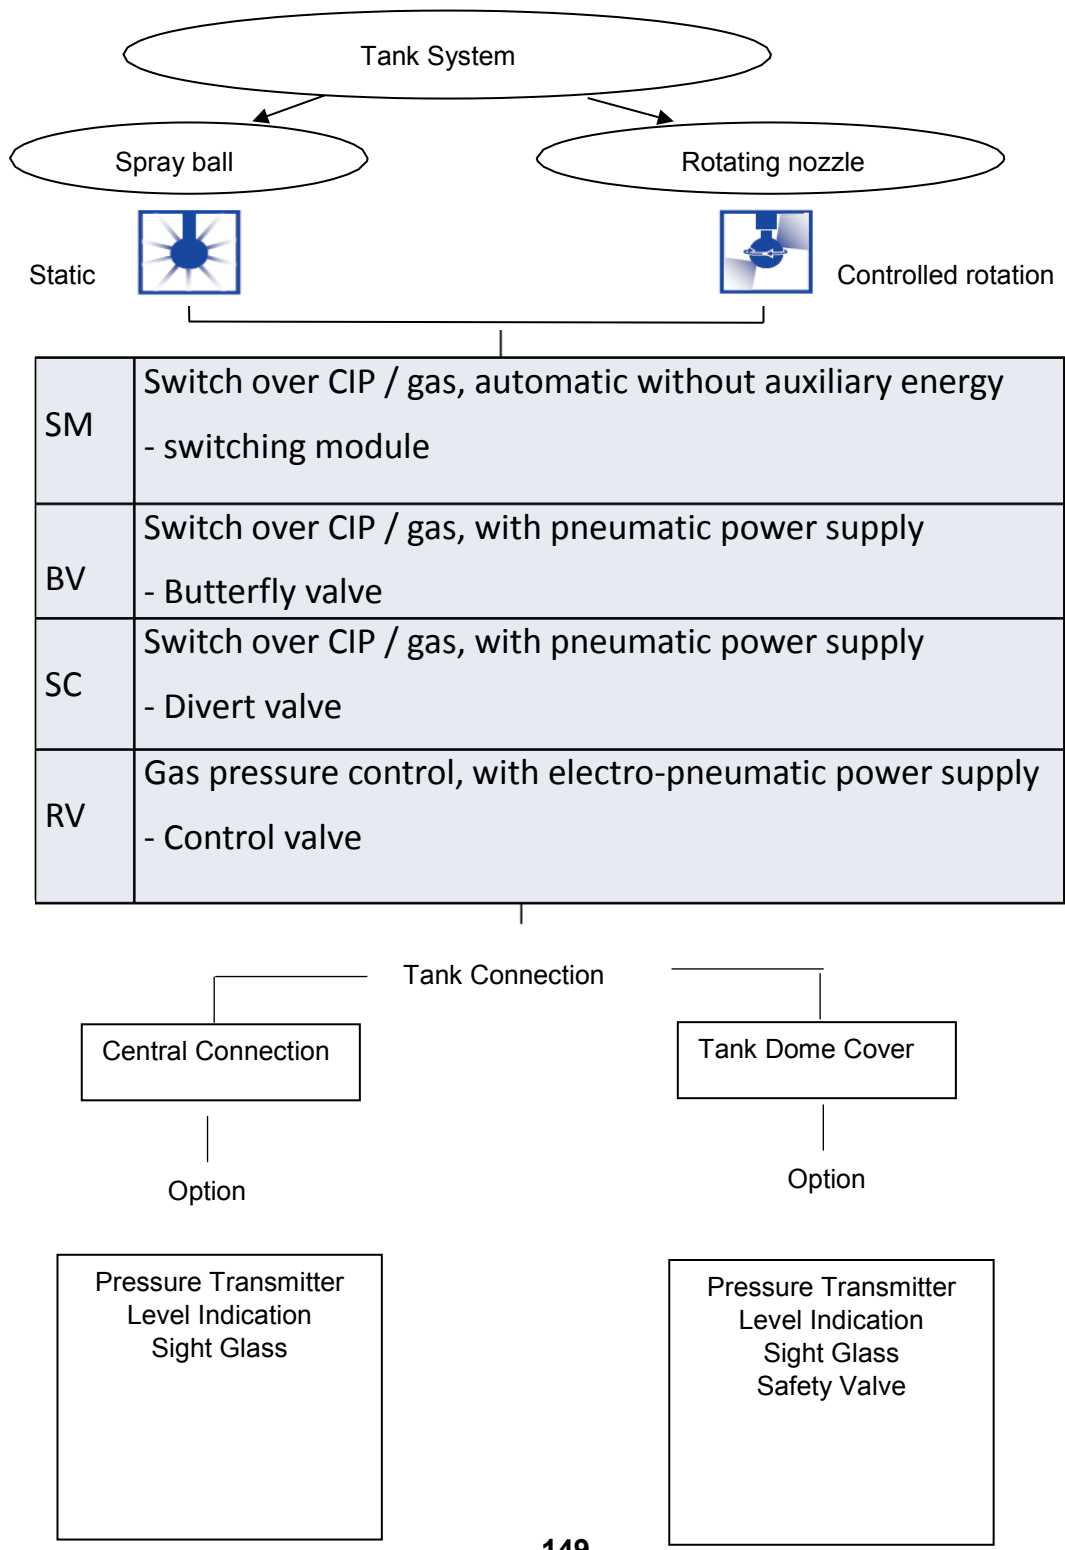 Tank System
Spray ball
Rotating nozzle
Static
Controlled rotation
SM
Switch over CIP / gas, automatic without auxiliary energy
- switching module
BV
Switch over CIP / gas, with pneumatic power supply
- Butterfly valve
SC
Switch over CIP / gas, with pneumatic power supply
- Divert valve
RV
Gas pressure control, with electro-pneumatic power supply
- Control valve
Tank Connection
Central Connection
Tank Dome Cover
Option
Option
Pressure Transmitter
Level Indication
Sight Glass
Pressure Transmitter
Level Indication
Sight Glass
Safety Valve
149